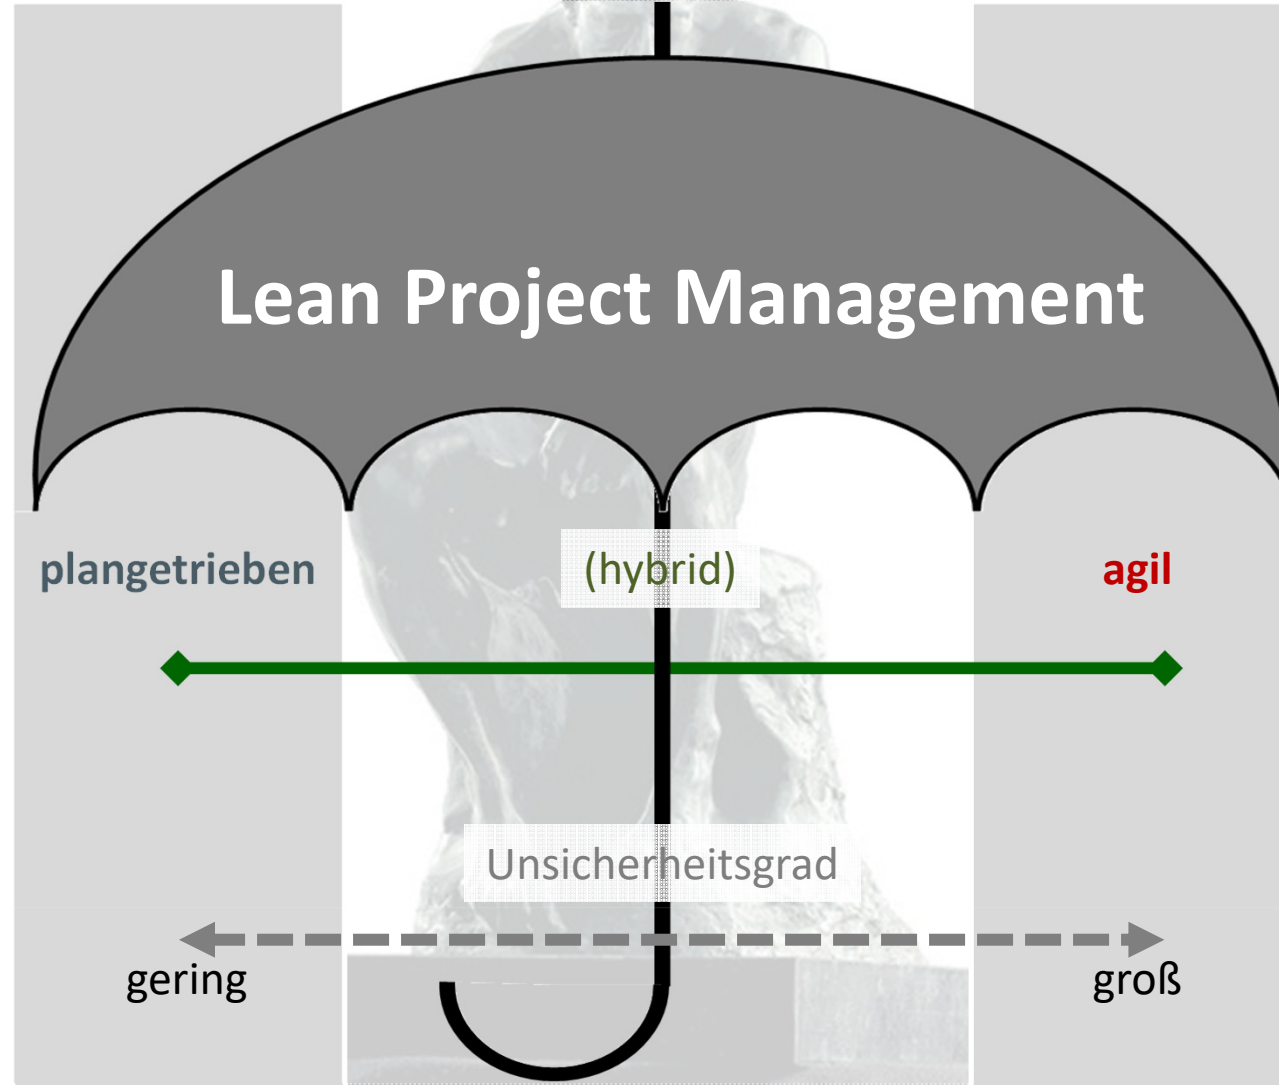 Lean Project Management
plangetrieben
(hybrid)
agil
Unsicherheitsgrad
gering
groß